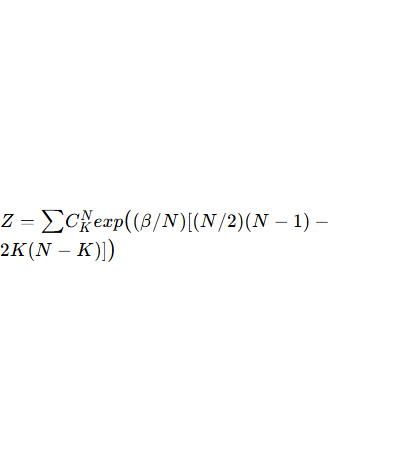 Z = ∑C_K^N exp((β/N)[(N/2)(N − 1) −
2K(N − K)])